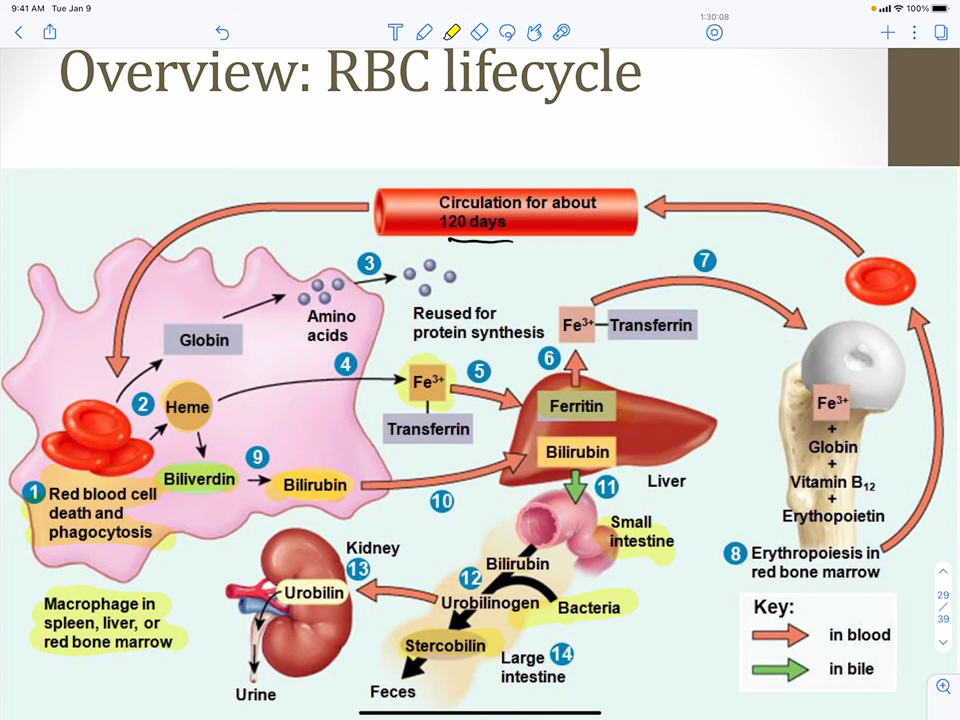 9:41 AM Tue Jan 9
100%
1:30:08
T
Overview: RBC lifecycle
Circulation for about
120 days
3
7
Amino
acids
Reused for
protein synthesis
Globin
Fe³⁺
Transferrin
4
5
6
2
Heme
Fe³⁺
Transferrin
Ferritin
Fe³⁺
+
Globin
+
Vitamin B₁₂
+
Erythopoietin
9
Biliverdin
Bilirubin
Bilirubin
10
11
Liver
1 Red blood cell
death and
phagocytosis
Small
intestine
8 Erythropoiesis in
red bone marrow
Kidney
13
Bilirubin
12
Urobilin
Urobilinogen
Bacteria
Macrophage in
spleen, liver, or
red bone marrow
Stercobilin
Large 14
intestine
Urine
Feces
Key:
in blood
in bile
29
/
39